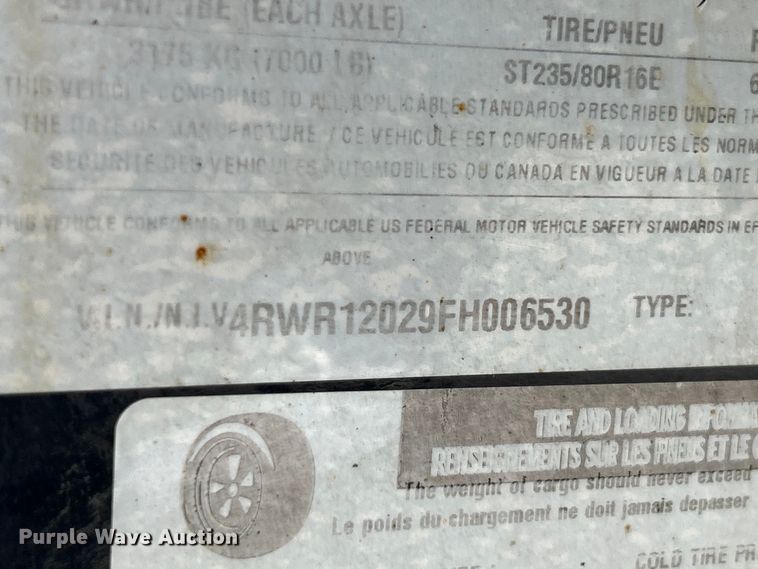 (EACH AXLE) TIRE/PNEU
3175 KG (7000 LB) ST235/80R16E 6
THIS VEHICLE CONFORMS TO ALL APPLICABLE STANDARDS PRESCRIBED UNDER TH
THE DATE OF MANUFACTURE / CE VEHICULE EST CONFORME A TOUTES LES NORM
SECURITE DES VEHICULES AUTOMOBILIES DU CANADA EN VIGUEUR A LA DATE
THIS VEHICLE CONFORMS TO ALL APPLICABLE US FEDERAL MOTOR VEHICLE SAFETY STANDARDS IN EF
ABOVE
V.I.N./N.I.V4RWR12029FH006530 TYPE:
TIRE AND LOADING INFORMAT
RENSEIGNEMENTS SUR LES PNEUS ET LE C
The weight of cargo should never exceed
Le poids du chargement ne doit jamais depasser
COLD TIRE PR
Purple Wave Auction